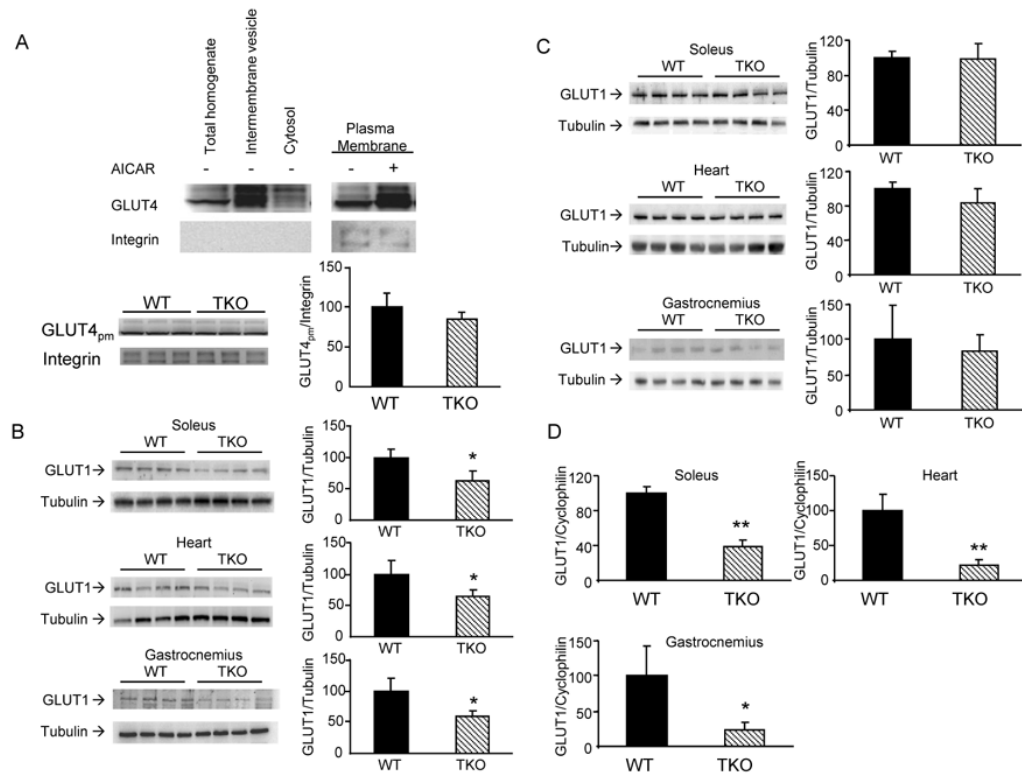 A
Total homogenate
Intermembrane vesicle
Cytosol
Plasma
Membrane
AICAR - - - - +
GLUT4
Integrin
WT TKO
GLUT4pm
Integrin
GLUT4pm/Integrin
150
100
50
0
WT TKO
B
Soleus
WT TKO
GLUT1→
Tubulin →
GLUT1/Tubulin
150
100
50
0
*
WT TKO
Heart
WT TKO
GLUT1→
Tubulin →
GLUT1/Tubulin
150
100
50
0
*
WT TKO
Gastrocnemius
WT TKO
GLUT1→
Tubulin →
GLUT1/Tubulin
150
100
50
0
*
WT TKO
C
Soleus
WT TKO
GLUT1→
Tubulin→
GLUT1/Tubulin
120
80
40
0
WT TKO
Heart
WT TKO
GLUT1→
Tubulin→
GLUT1/Tubulin
120
80
40
0
WT TKO
Gastrocnemius
WT TKO
GLUT1→
Tubulin →
GLUT1/Tubulin
150
100
50
0
WT TKO
D
Soleus
GLUT1/Cyclophilin
120
80
40
0
**
WT TKO
Heart
GLUT1/Cyclophilin
150
100
50
0
**
WT TKO
Gastrocnemius
GLUT1/Cyclophilin
150
100
50
0
*
WT TKO